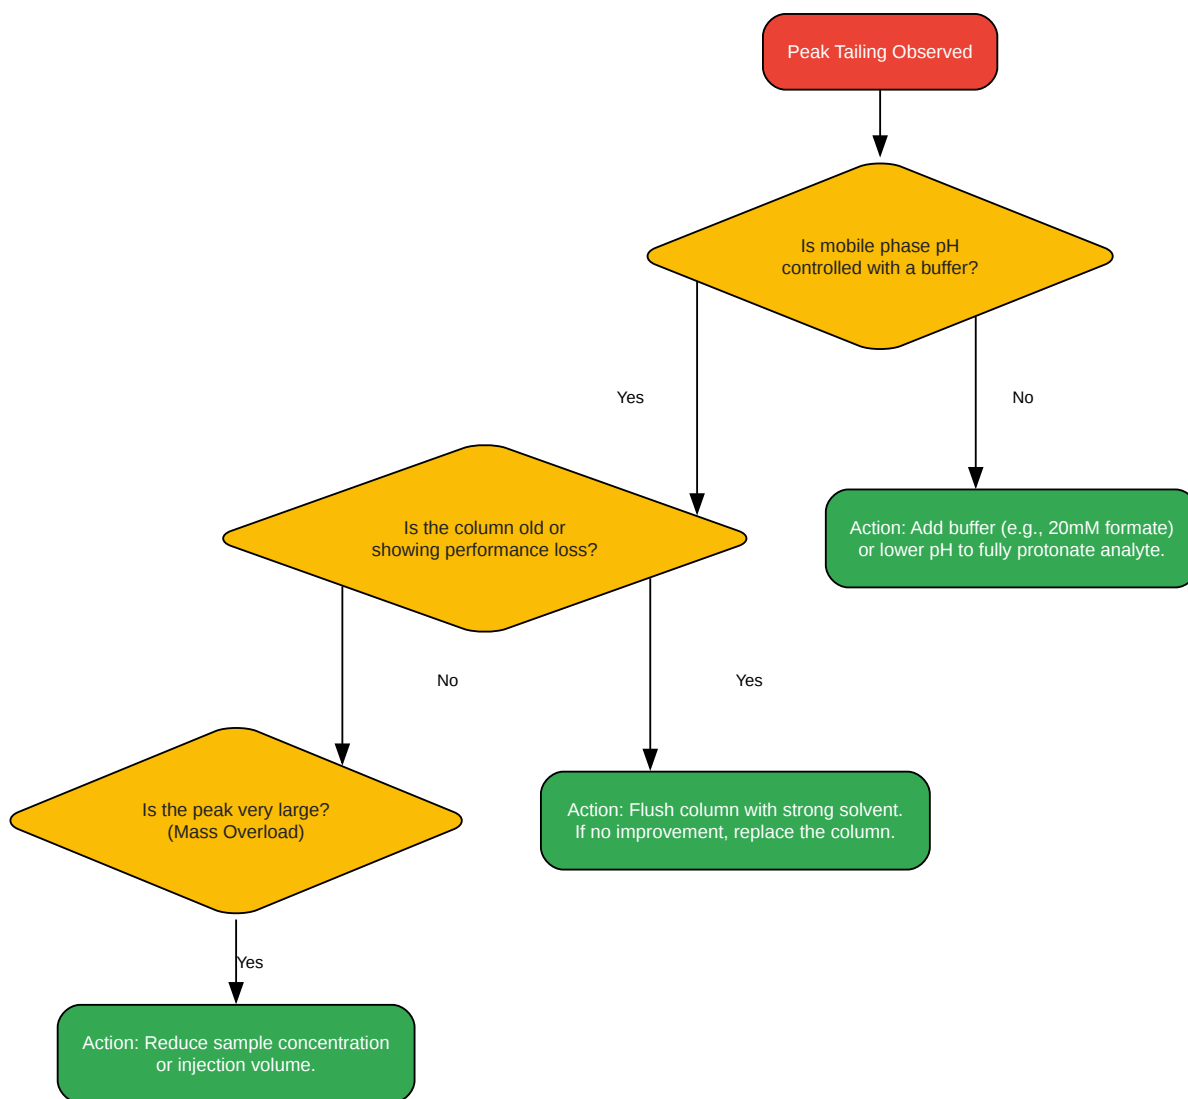 Peak Tailing Observed
Is mobile phase pH
controlled with a buffer?
Yes
No
Is the column old or
showing performance loss?
Action: Add buffer (e.g., 20mM formate)
or lower pH to fully protonate analyte.
No
Yes
Is the peak very large?
(Mass Overload)
Action: Flush column with strong solvent.
If no improvement, replace the column.
Yes
Action: Reduce sample concentration
or injection volume.